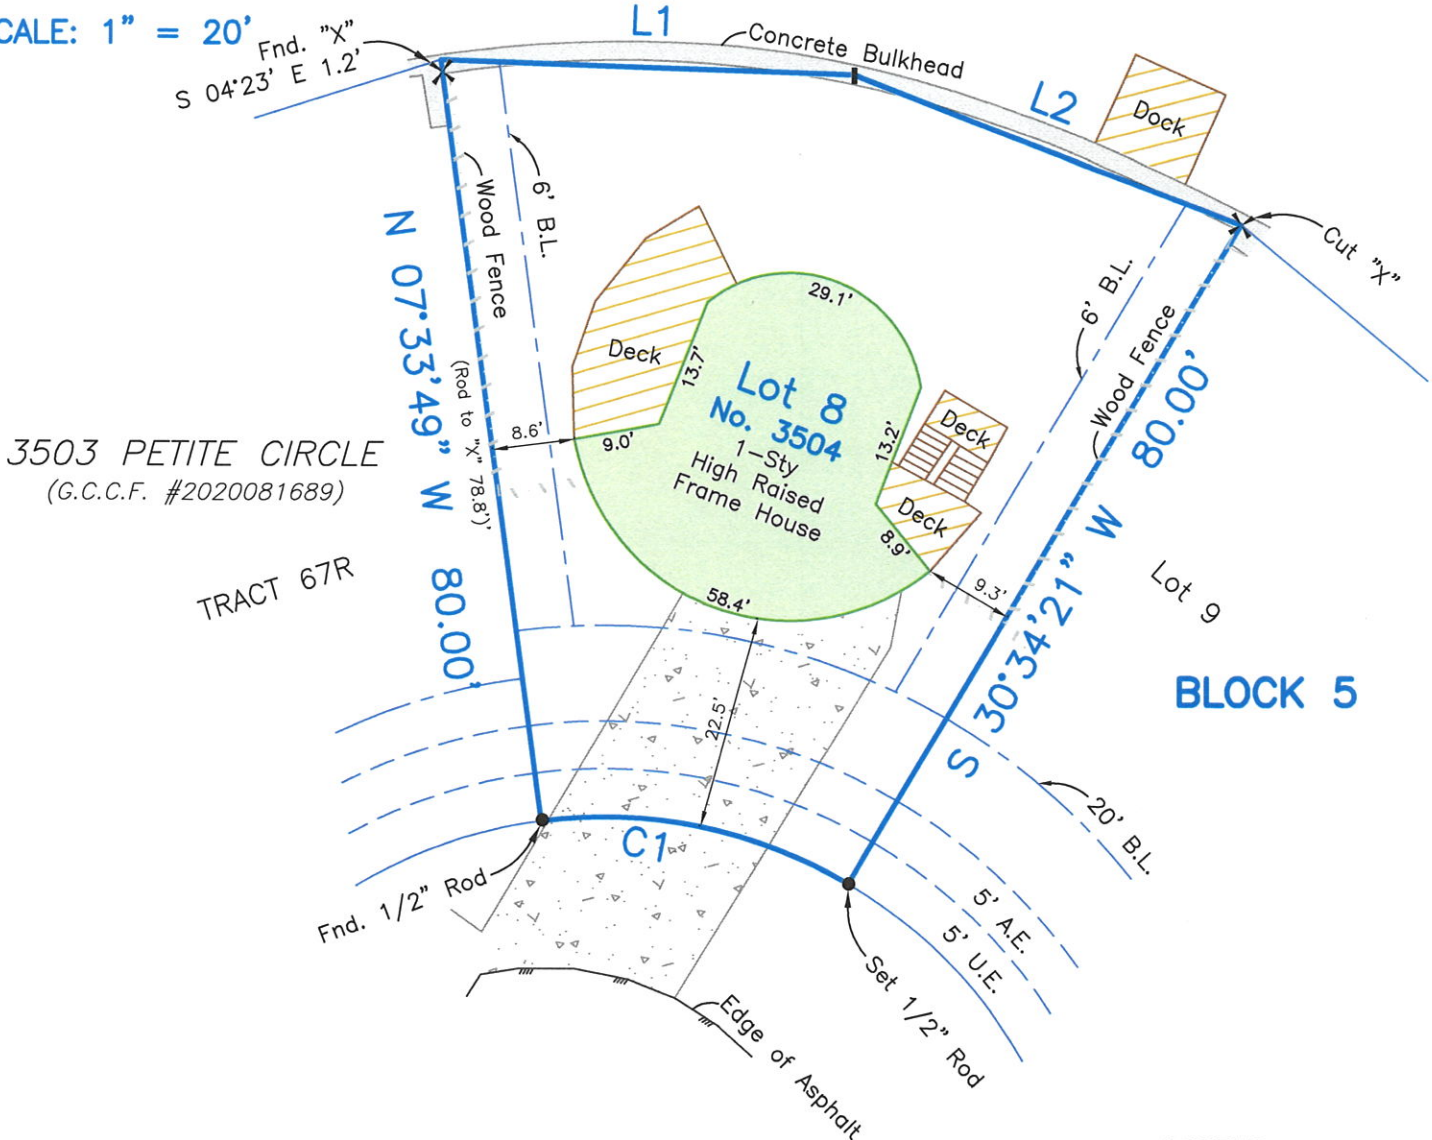 CALE: 1" = 20'
Fnd. "X"
S 04°23' E 1.2'
L1
Concrete Bulkhead
L2
Dock
Cut "X"
Wood Fence
6' B.L.
N 07°33'49" W 80.00'
(Rod to "X" 78.8')'
Deck
29.1'
13.7'
Lot 8
No. 3504
1-Sty
High Raised
Frame House
13.2'
Deck
Deck
8.9'
8.6'
9.0'
58.4'
9.3'
22.5'
6' B.L.
Wood Fence
S 30°34'21" W 80.00'
3503 PETITE CIRCLE
(G.C.C.F. #2020081689)
TRACT 67R
Lot 9
BLOCK 5
20' B.L.
5' A.E.
5' U.E.
C1
Fnd. 1/2" Rod
Set 1/2" Rod
Edge of Asphalt